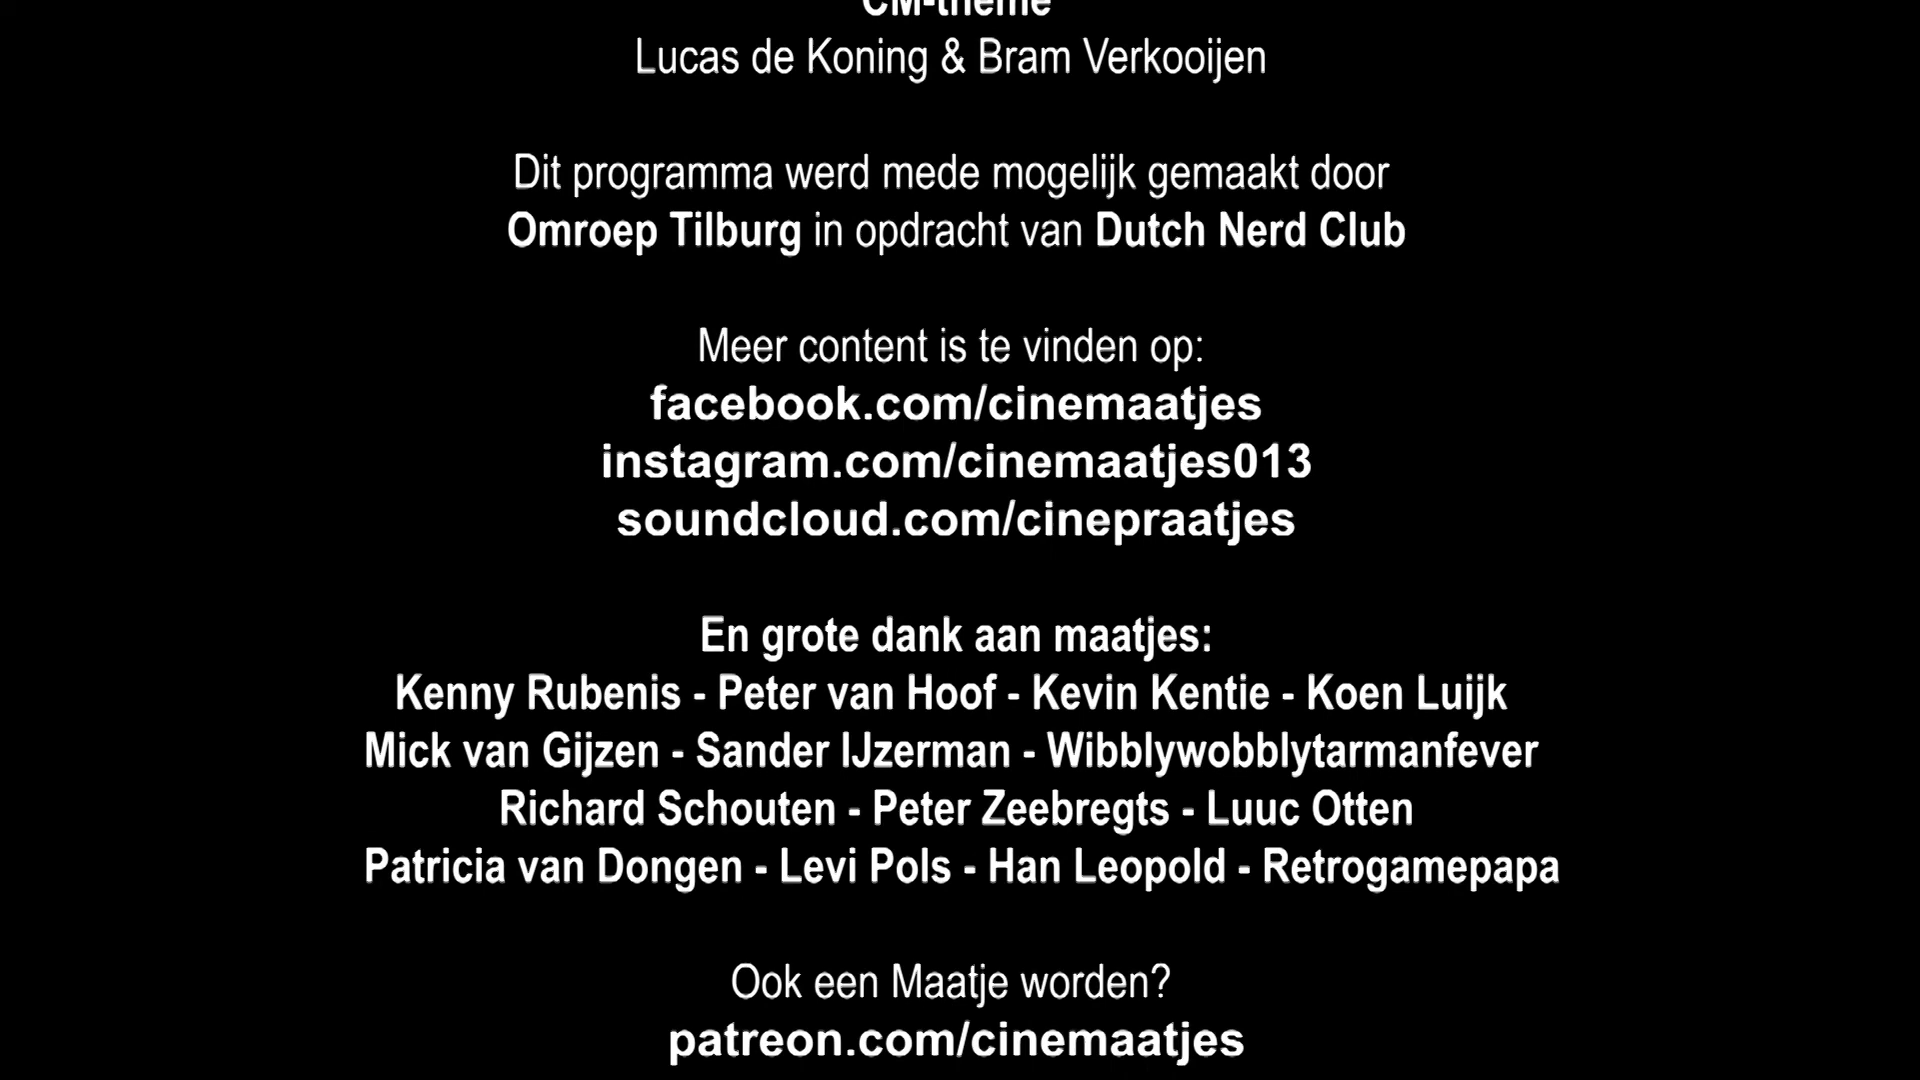 CM-theme
Lucas de Koning & Bram Verkooijen
Dit programma werd mede mogelijk gemaakt door
Omroep Tilburg in opdracht van Dutch Nerd Club
Meer content is te vinden op:
facebook.com/cinemaatjes
instagram.com/cinemaatjes013
soundcloud.com/cinepraatjes
En grote dank aan maatjes:
Kenny Rubenis - Peter van Hoof - Kevin Kentie - Koen Luijk
Mick van Gijzen - Sander IJzerman - Wibblywobblytarmanfever
Richard Schouten - Peter Zeebregts - Luuc Otten
Patricia van Dongen - Levi Pols - Han Leopold - Retrogamepapa
Ook een Maatje worden?
patreon.com/cinemaatjes